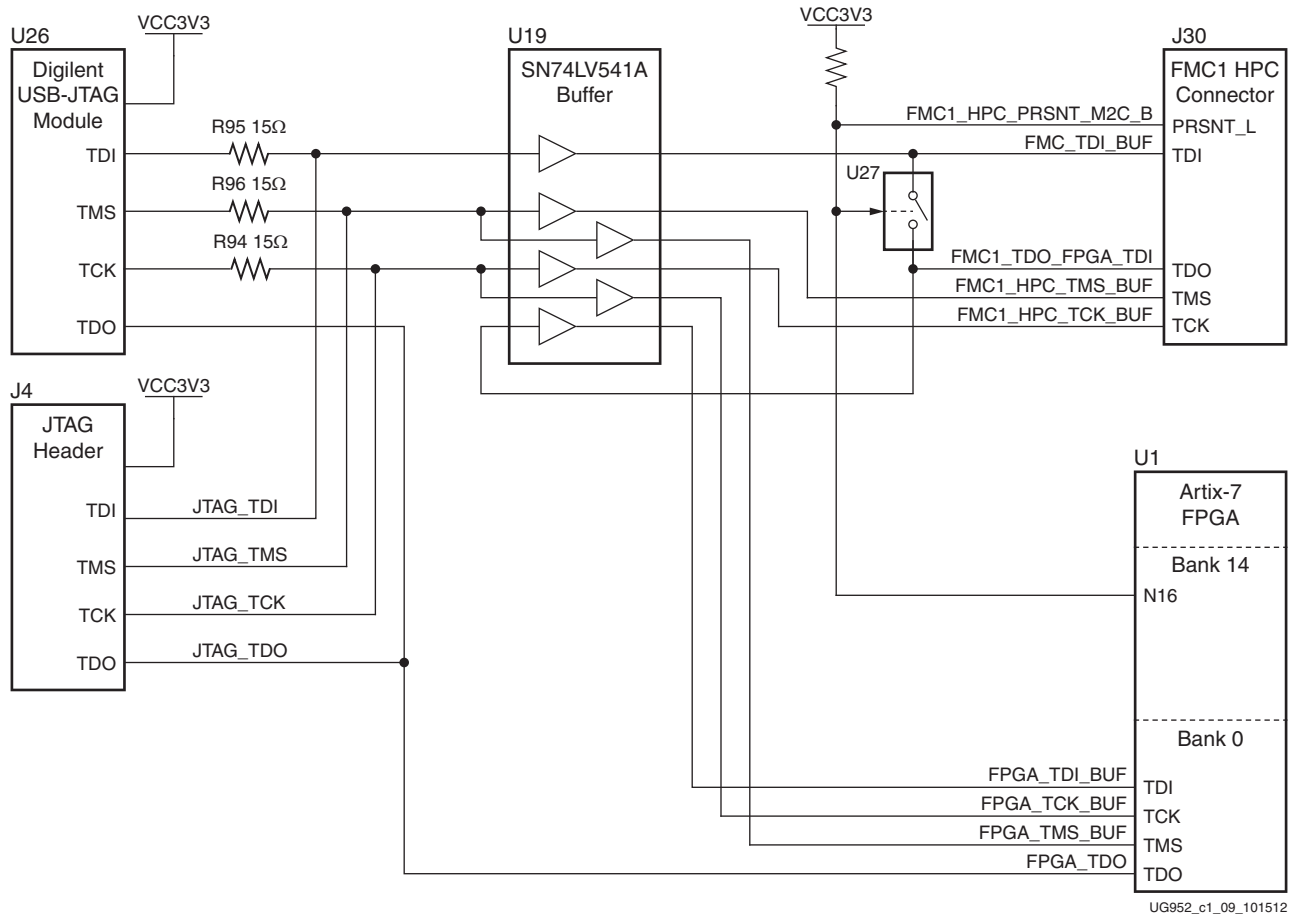 U26
VCC3V3
Digilent
USB-JTAG
Module
TDI
TMS
TCK
TDO
R95 15Ω
R96 15Ω
R94 15Ω
U19
SN74LV541A
Buffer
VCC3V3
U27
FMC1_HPC_PRSNT_M2C_B
FMC_TDI_BUF
FMC1_TDO_FPGA_TDI
FMC1_HPC_TMS_BUF
FMC1_HPC_TCK_BUF
J30
FMC1 HPC
Connector
PRSNT_L
TDI
TDO
TMS
TCK
J4
VCC3V3
JTAG
Header
TDI
TMS
TCK
TDO
JTAG_TDI
JTAG_TMS
JTAG_TCK
JTAG_TDO
U1
Artix-7
FPGA
Bank 14
N16
Bank 0
FPGA_TDI_BUF
FPGA_TCK_BUF
FPGA_TMS_BUF
FPGA_TDO
TDI
TCK
TMS
TDO
UG952_c1_09_101512